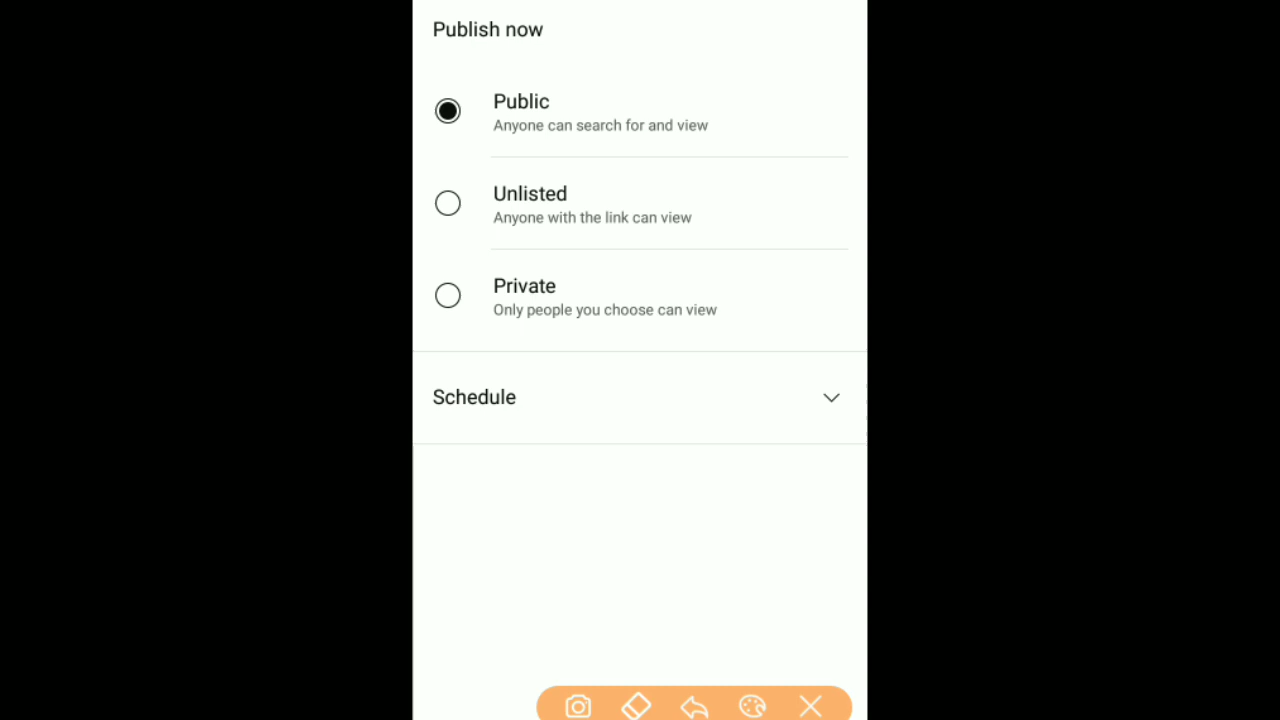 Publish now
Public
Anyone can search for and view
Unlisted
Anyone with the link can view
Private
Only people you choose can view
Schedule